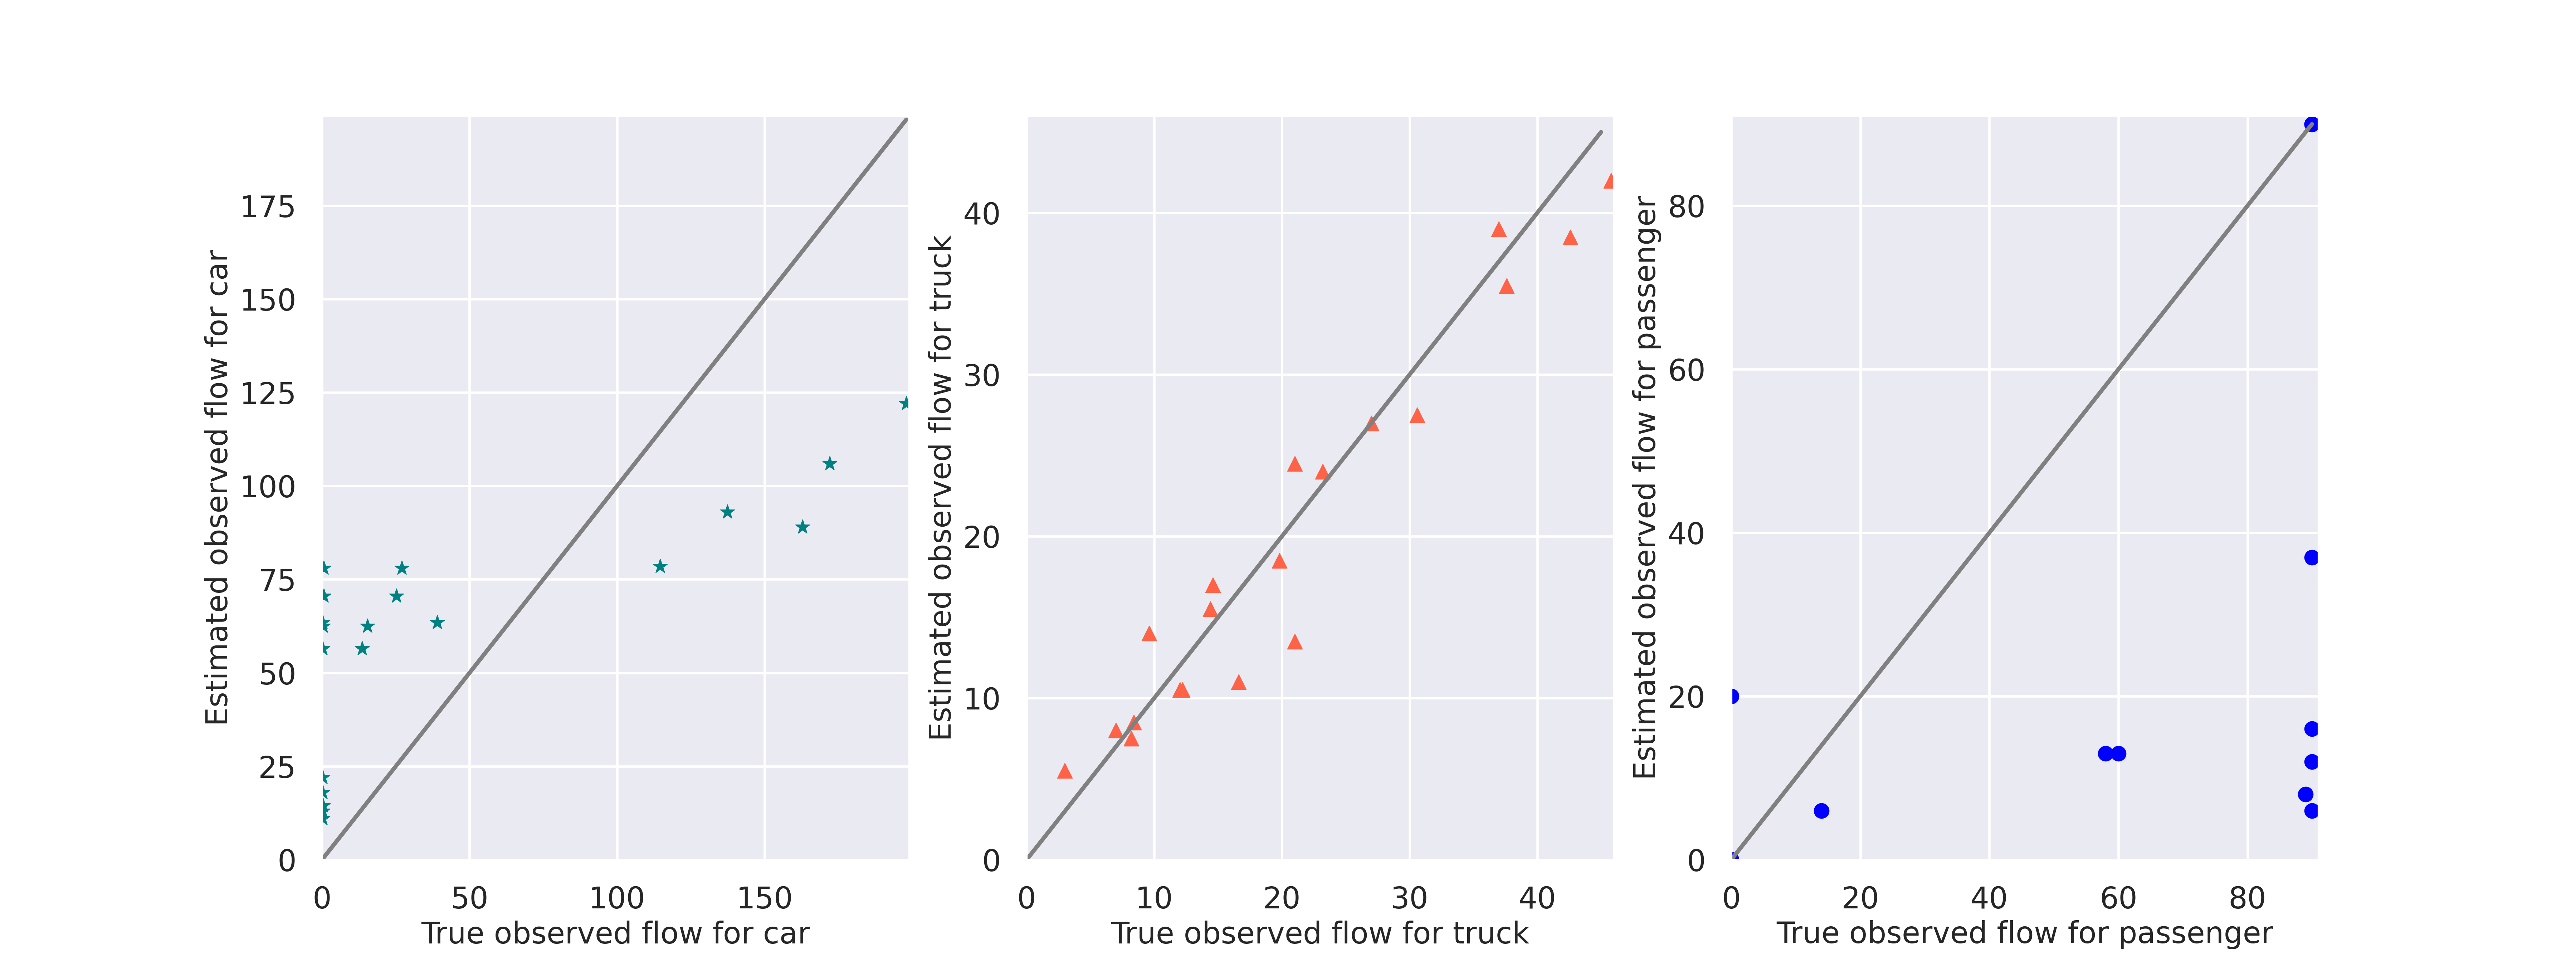 Estimated observed flow for car
175
150
125
100
75
50
25
0
0 50 100 150
True observed flow for car
Estimated observed flow for truck
40
30
20
10
0
0 10 20 30 40
True observed flow for truck
Estimated observed flow for passenger
80
60
40
20
0
0 20 40 60 80
True observed flow for passenger